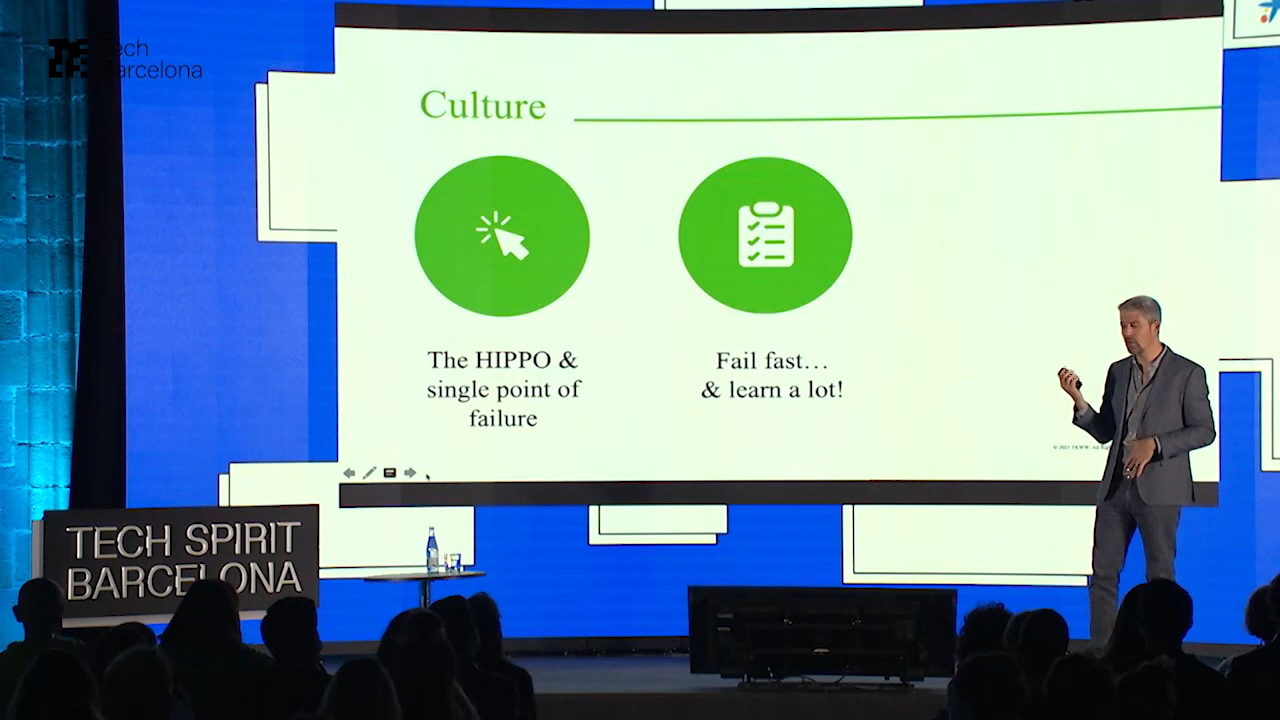 Tech
Barcelona
Culture
The HIPPO &
single point of
failure
Fail fast…
& learn a lot!
TECH SPIRIT
BARCELONA